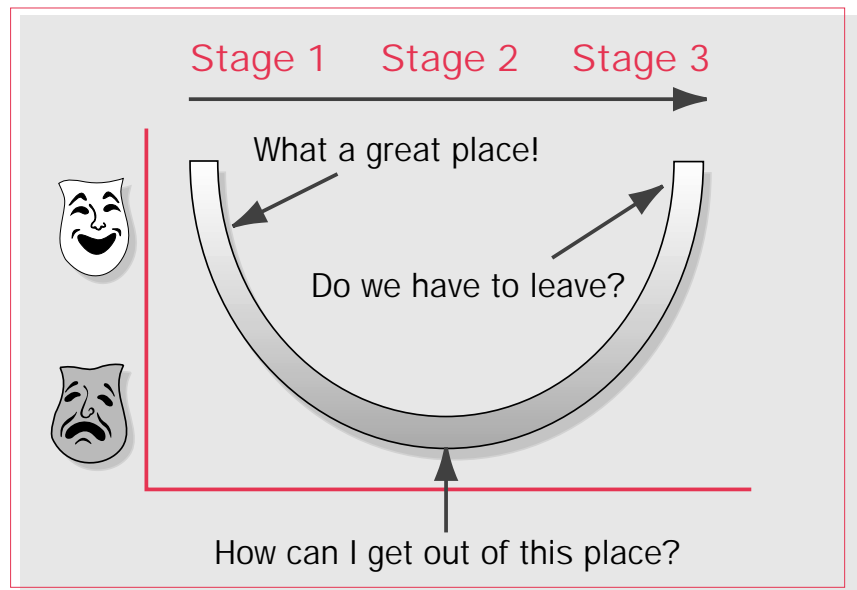 Stage 1 Stage 2 Stage 3
What a great place!
Do we have to leave?
How can I get out of this place?